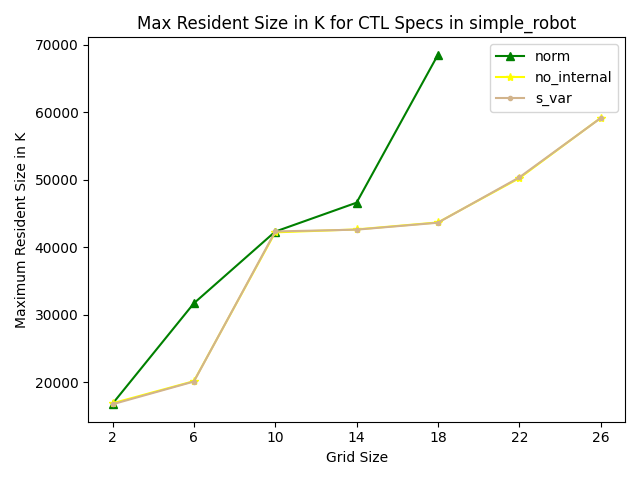 Max Resident Size in K for CTL Specs in simple_robot
norm
no_internal
s_var
Maximum Resident Size in K
70000
60000
50000
40000
30000
20000
2 6 10 14 18 22 26
Grid Size